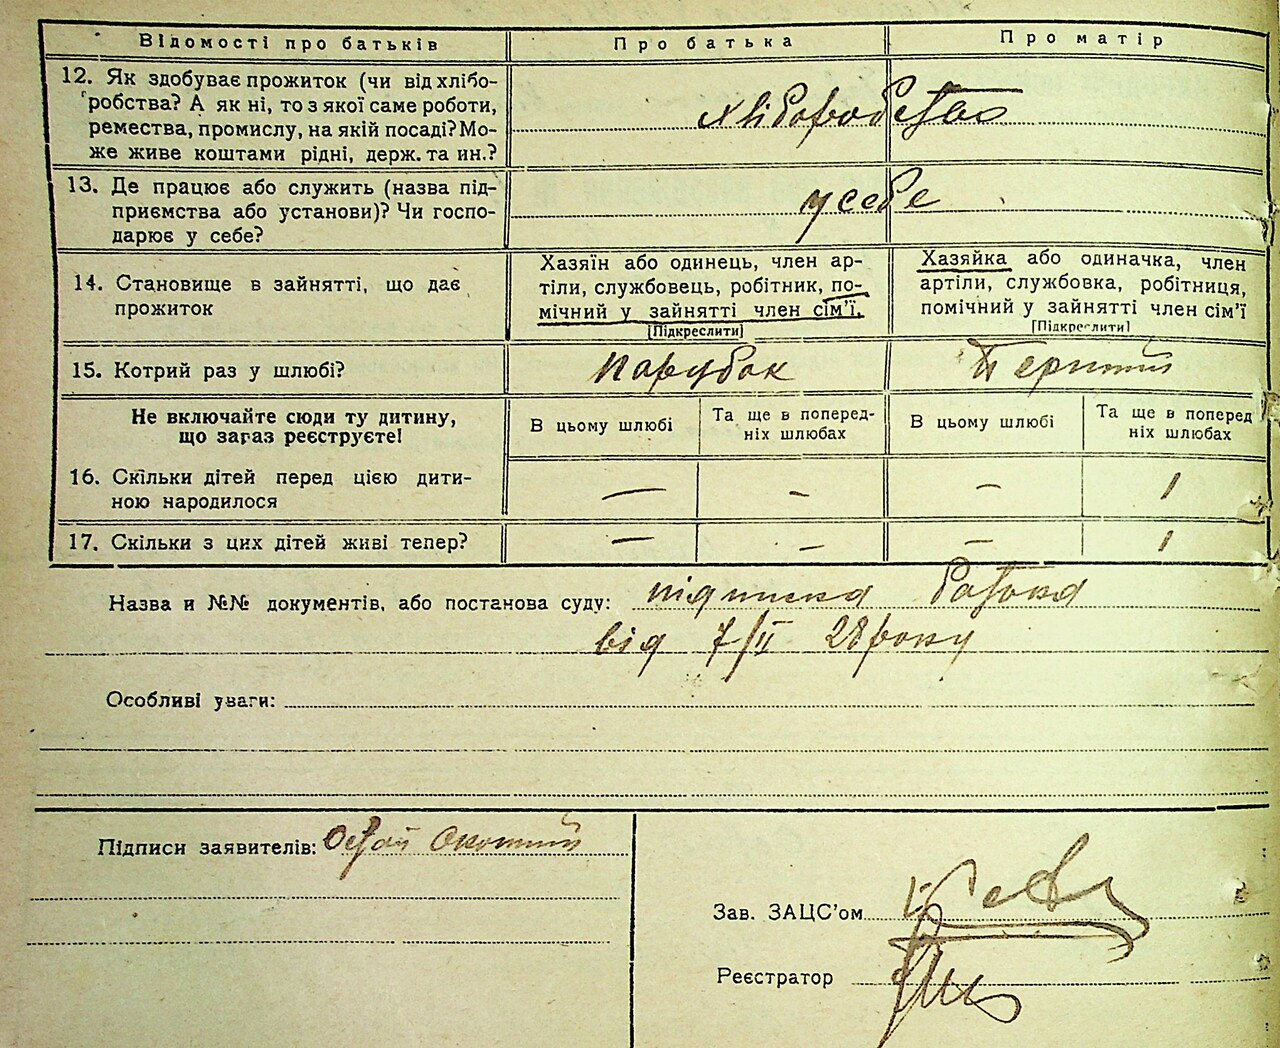 Відомості про батьків
Про батька
Про матір
12. Як здобуває прожиток (чи від хлібо-
робства? А як ні, то з якої саме роботи,
ремества, промислу, на якій посаді? Мо-
же живе коштами рідні, держ. та ин.?
хліборобство
13. Де працює або служить (назва під-
приємства або установи)? Чи госпо-
дарює у себе?
у себе
14. Становище в зайнятті, що дає
прожиток
Хазяїн або одинець, член ар-
тіли, службовець, робітник, по-
мічний у зайнятті член сім'ї.
[Підкреслити]
Хазяйка або одиначка, член
артіли, службовка, робітниця,
помічний у зайнятті член сім'ї
[Підкреслити]
15. Котрий раз у шлюбі?
парубок
Перший
Не включайте сюди ту дитину,
що загаз реєструєте!
В цьому шлюбі
Та ще в поперед-
ніх шлюбах
В цьому шлюбі
Та ще в поперед
ніх шлюбах
16. Скільки дітей перед цією дити-
ною народилося
— — — 1
17. Скільки з цих дітей живі тепер?
— — — 1
Назва и №№ документів, або постанова суду: підписка батька
від 7/II 28 року
Особливі уваги:
Підписи заявителів: Остап
Зав. ЗАЦС'ом
Реєстратор